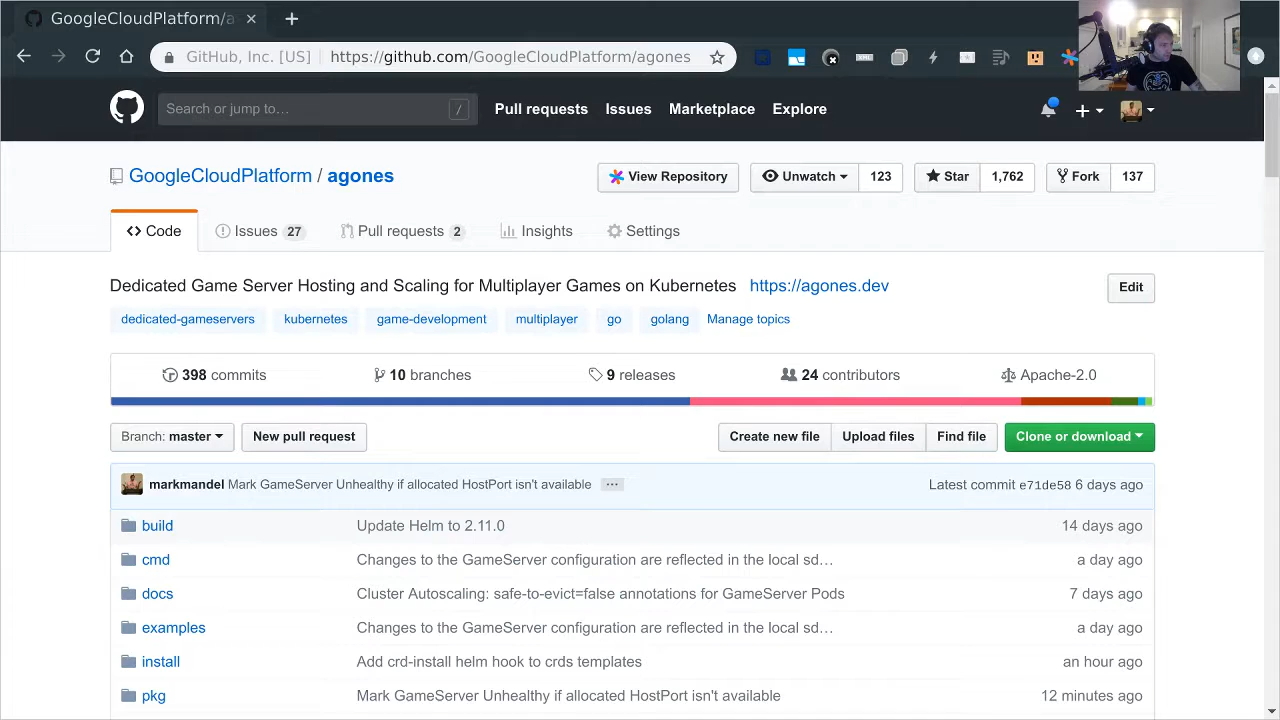 GoogleCloudPlatform/a
GitHub, Inc. [US] https://github.com/GoogleCloudPlatform/agones
Search or jump to… /
Pull requests Issues Marketplace Explore
GoogleCloudPlatform / agones
View Repository Unwatch 123 Star 1,762 Fork 137
Code Issues 27 Pull requests 2 Insights Settings
Dedicated Game Server Hosting and Scaling for Multiplayer Games on Kubernetes https://agones.dev Edit
dedicated-gameservers kubernetes game-development multiplayer go golang Manage topics
398 commits 10 branches 9 releases 24 contributors Apache-2.0
Branch: master New pull request Create new file Upload files Find file Clone or download
markmandel Mark GameServer Unhealthy if allocated HostPort isn't available ... Latest commit e71de58 6 days ago
build Update Helm to 2.11.0 14 days ago
cmd Changes to the GameServer configuration are reflected in the local sd… a day ago
docs Cluster Autoscaling: safe-to-evict=false annotations for GameServer Pods 7 days ago
examples Changes to the GameServer configuration are reflected in the local sd… a day ago
install Add crd-install helm hook to crds templates an hour ago
pkg Mark GameServer Unhealthy if allocated HostPort isn't available 12 minutes ago